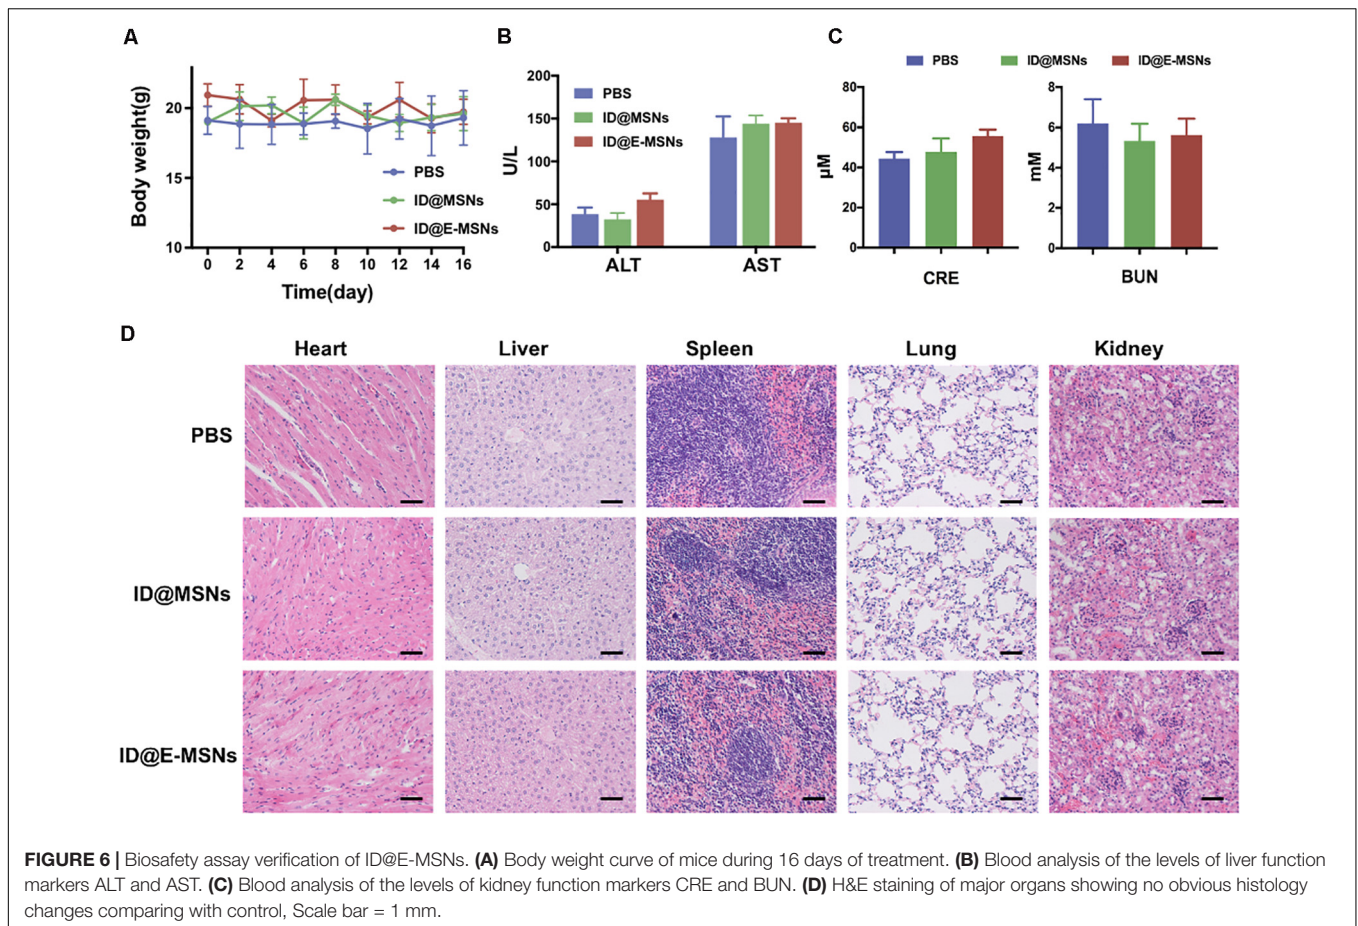 A
B
C
Body weight(g)
20
15
10
0 2 4 6 8 10 12 14 16
Time(day)
PBS
ID@MSNs
ID@E-MSNs
U/L
200
150
100
50
0
PBS
ID@MSNs
ID@E-MSNs
ALT AST
PBS ID@MSNs ID@E-MSNs
µM
80
60
40
20
0
CRE
mM
8
6
4
2
0
BUN
D
Heart Liver Spleen Lung Kidney
PBS
ID@MSNs
ID@E-MSNs
FIGURE 6 | Biosafety assay verification of ID@E-MSNs. (A) Body weight curve of mice during 16 days of treatment. (B) Blood analysis of the levels of liver function
markers ALT and AST. (C) Blood analysis of the levels of kidney function markers CRE and BUN. (D) H&E staining of major organs showing no obvious histology
changes comparing with control, Scale bar = 1 mm.